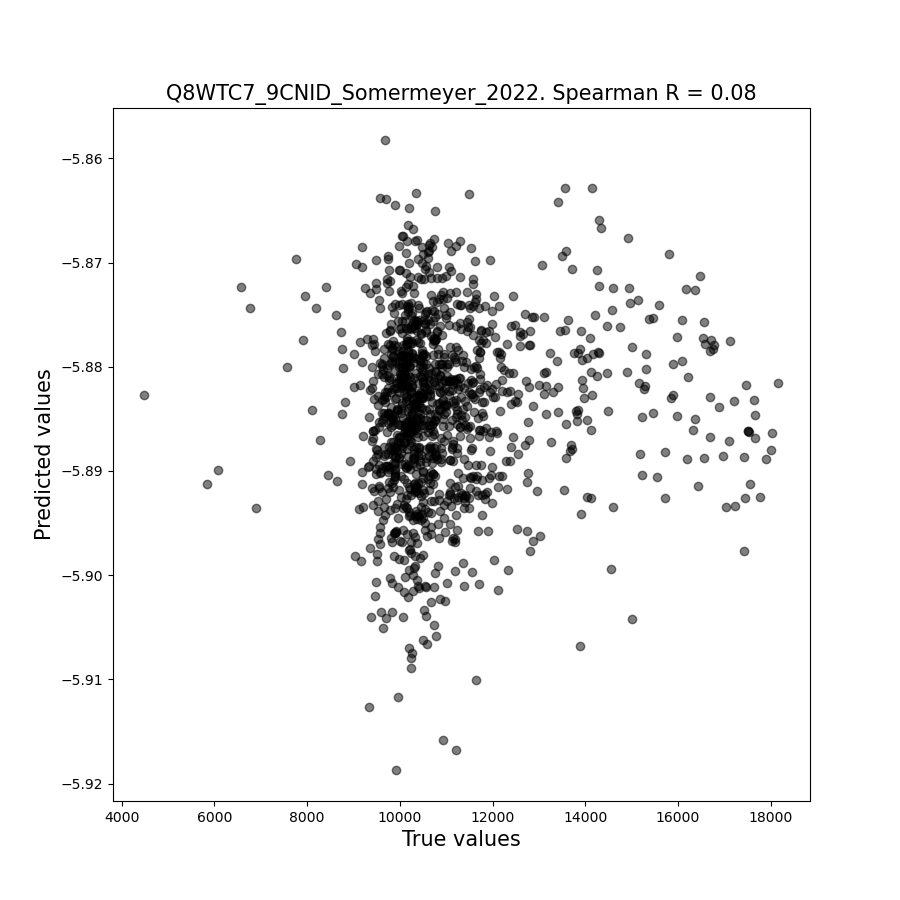 Q8WTC7_9CNID_Somermeyer_2022. Spearman R = 0.08
−5.86
−5.87
−5.88
−5.89
−5.90
−5.91
−5.92
Predicted values
4000 6000 8000 10000 12000 14000 16000 18000
True values